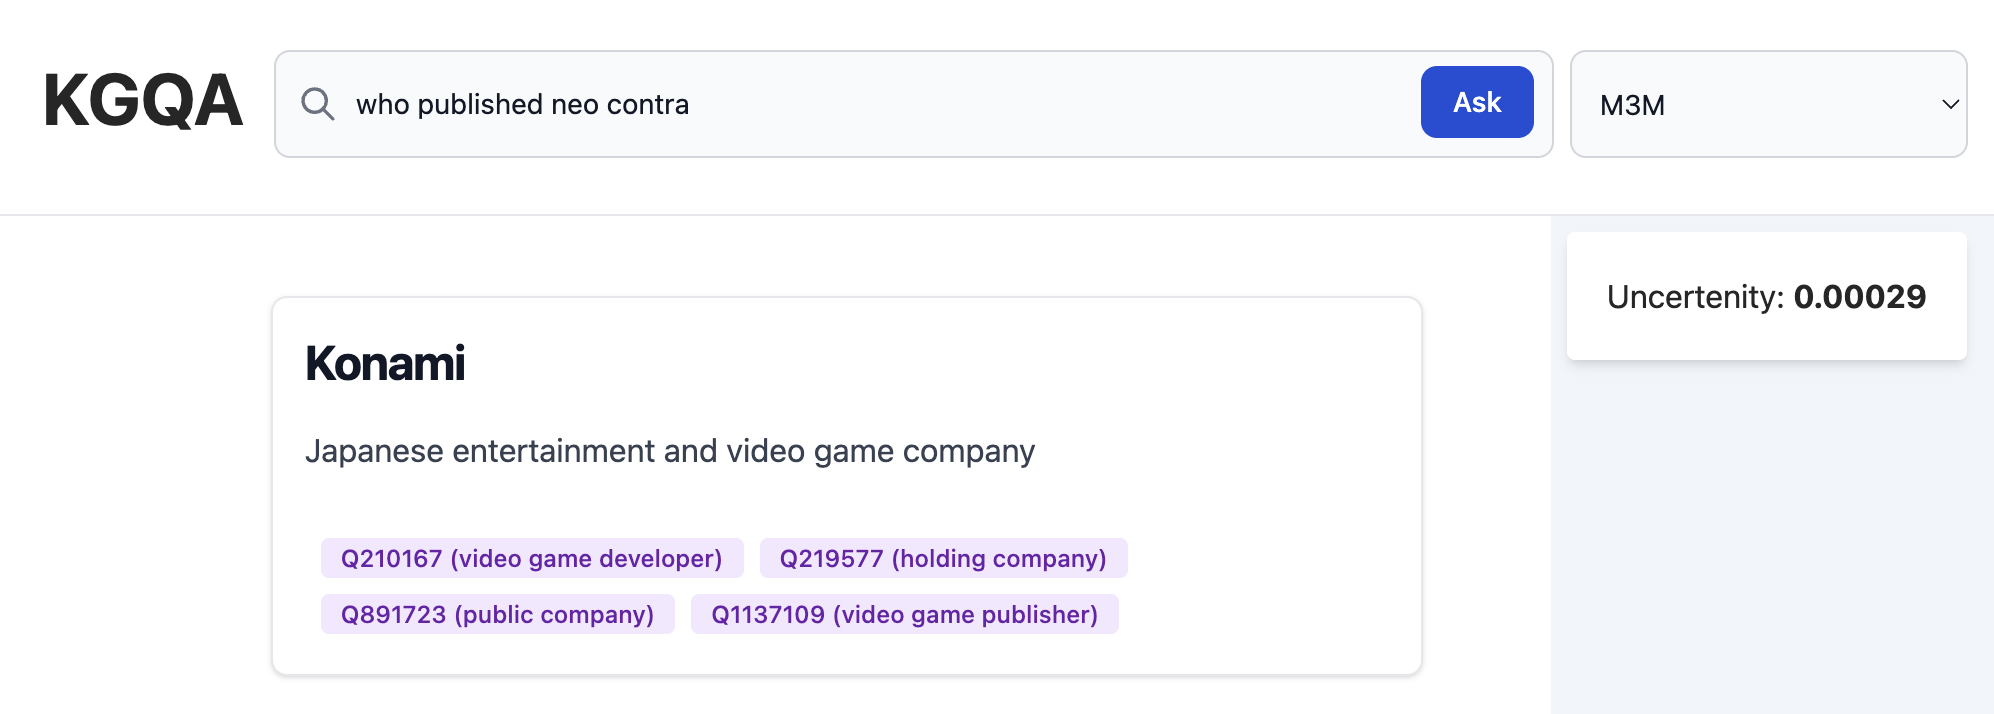 KGQA
who published neo contra
Ask
M3M
Uncertenity: 0.00029
Konami
Japanese entertainment and video game company
Q210167 (video game developer) Q219577 (holding company)
Q891723 (public company) Q1137109 (video game publisher)